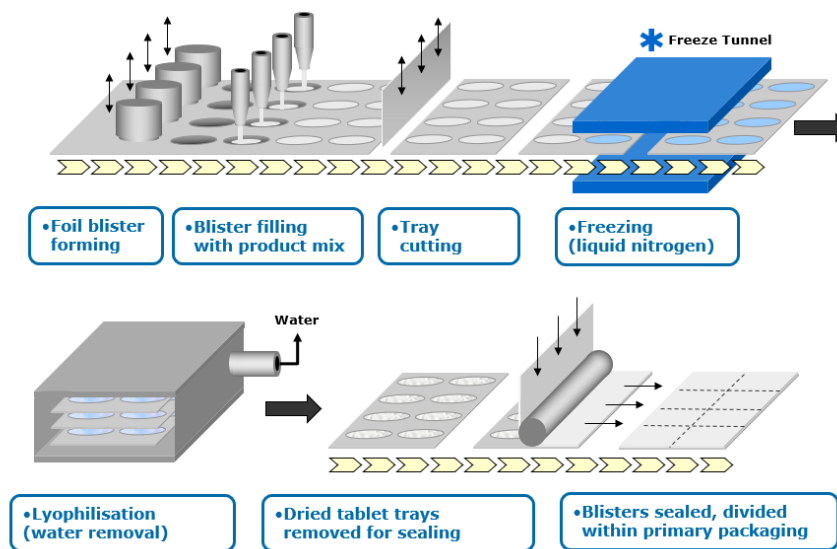 Freeze Tunnel
•Foil blister
forming
•Blister filling
with product mix
•Tray
cutting
•Freezing
(liquid nitrogen)
Water
•Lyophilisation
(water removal)
•Dried tablet trays
removed for sealing
•Blisters sealed, divided
within primary packaging